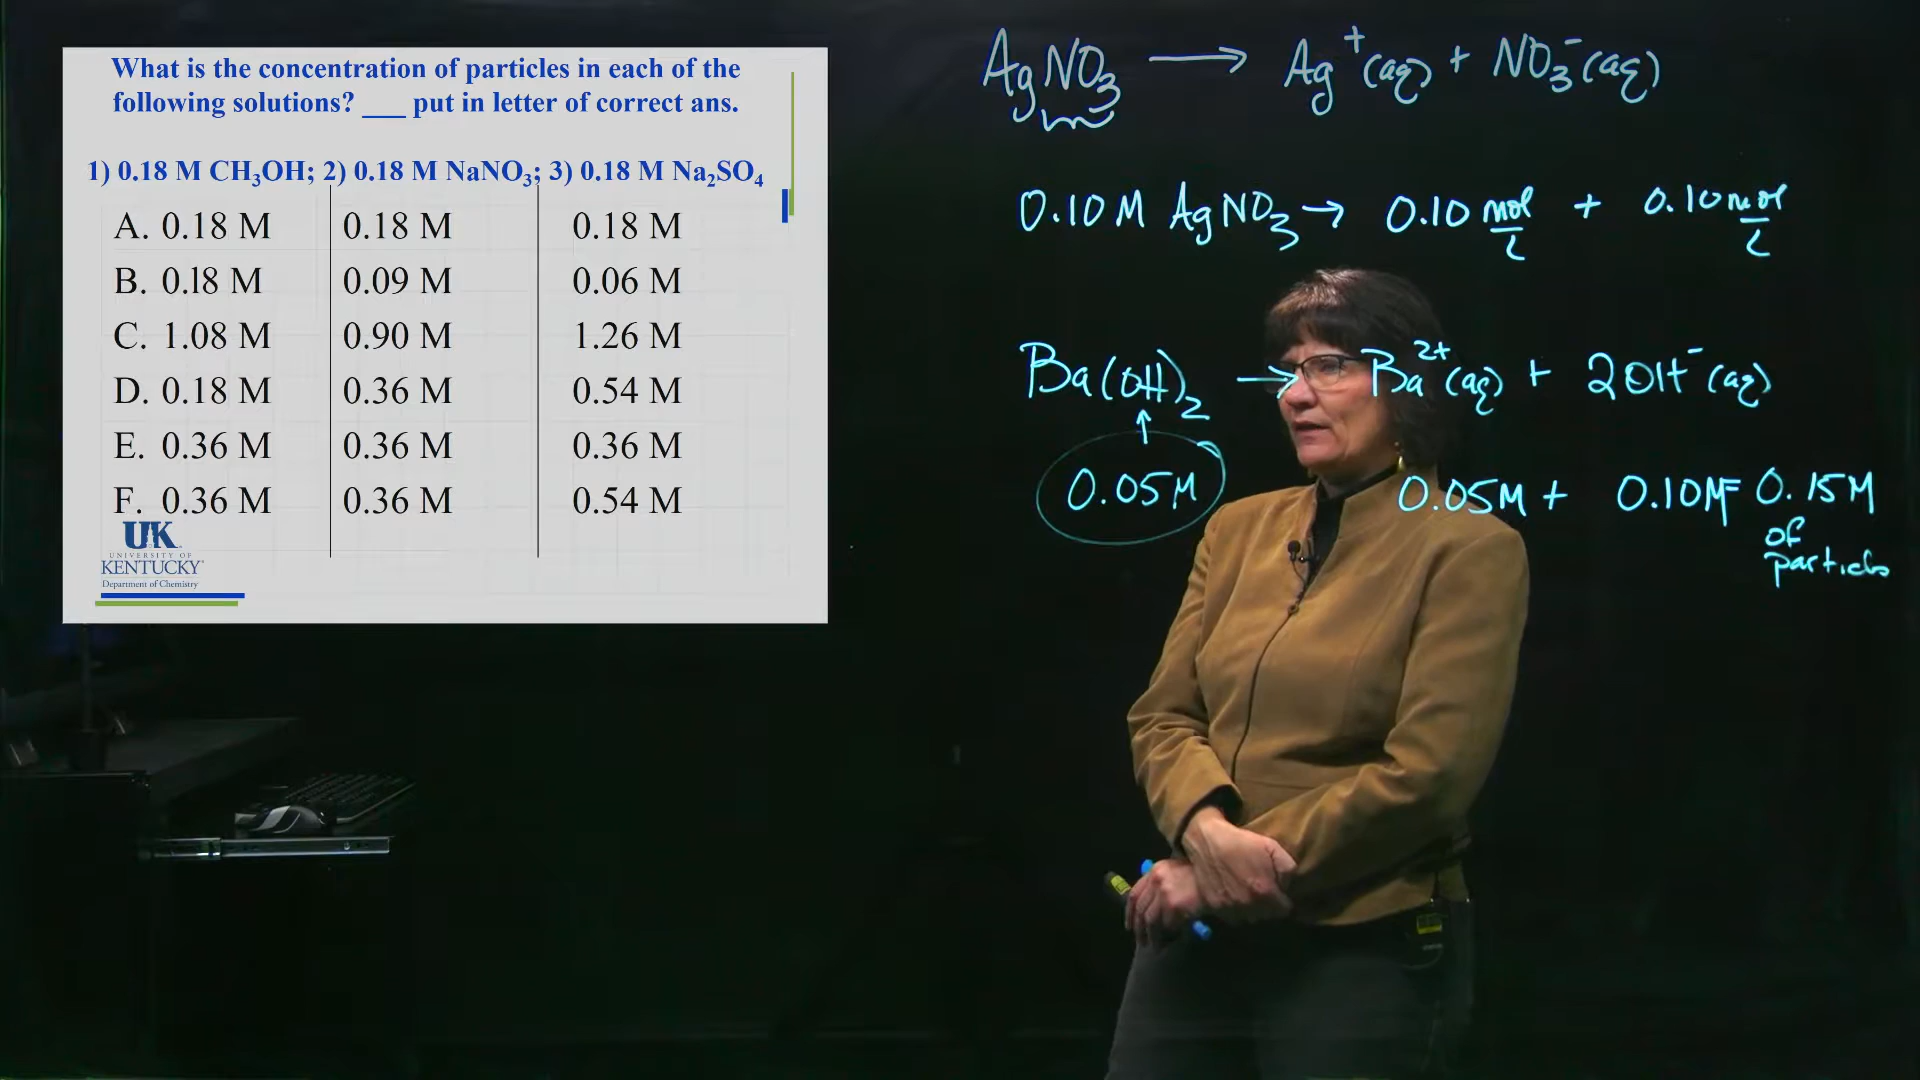 What is the concentration of particles in each of the
following solutions? ___ put in letter of correct ans.
1) 0.18 M CH₃OH; 2) 0.18 M NaNO₃; 3) 0.18 M Na₂SO₄
A. 0.18 M 0.18 M 0.18 M
B. 0.18 M 0.09 M 0.06 M
C. 1.08 M 0.90 M 1.26 M
D. 0.18 M 0.36 M 0.54 M
E. 0.36 M 0.36 M 0.36 M
F. 0.36 M 0.36 M 0.54 M
UK
UNIVERSITY OF
KENTUCKY
Department of Chemistry
AgNO₃ → Ag⁺(aq) + NO₃⁻(aq)
0.10 M AgNO₃ → 0.10 mol/L + 0.10 mol/L
Ba(OH)₂ → Ba²⁺(aq) + 2OH⁻(aq)
↑
0.05M 0.05M + 0.10M = 0.15M
of
particles